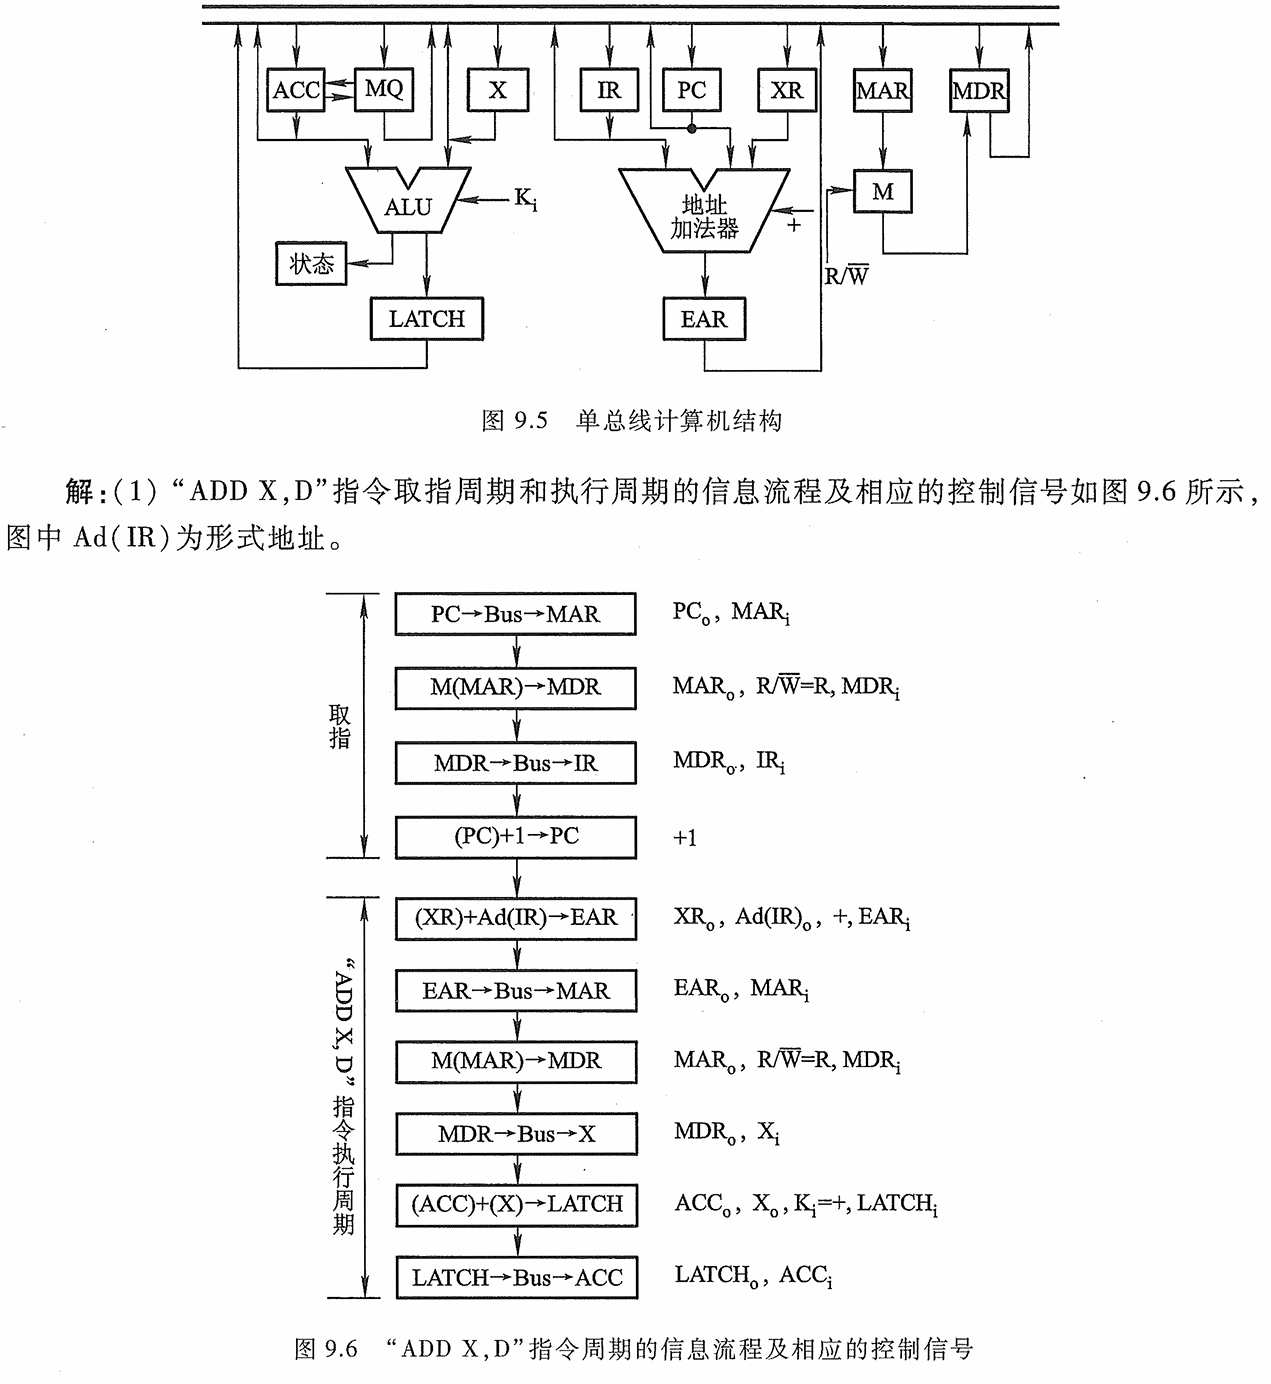 ACC MQ X IR PC XR MAR MDR
ALU K_i 地址 M
加法器 +
状态 R/W̅
LATCH EAR
图 9.5 单总线计算机结构
解:(1) “ADD X,D”指令取指周期和执行周期的信息流程及相应的控制信号如图 9.6 所示,
图中 Ad(IR)为形式地址。
取指
PC→Bus→MAR PC_o, MAR_i
M(MAR)→MDR MAR_o, R/W̅=R, MDR_i
MDR→Bus→IR MDR_o, IR_i
(PC)+1→PC +1
“ADD X, D”指令执行周期
(XR)+Ad(IR)→EAR XR_o, Ad(IR)_o, +, EAR_i
EAR→Bus→MAR EAR_o, MAR_i
M(MAR)→MDR MAR_o, R/W̅=R, MDR_i
MDR→Bus→X MDR_o, X_i
(ACC)+(X)→LATCH ACC_o, X_o, K_i=+, LATCH_i
LATCH→Bus→ACC LATCH_o, ACC_i
图 9.6 “ADD X,D”指令周期的信息流程及相应的控制信号